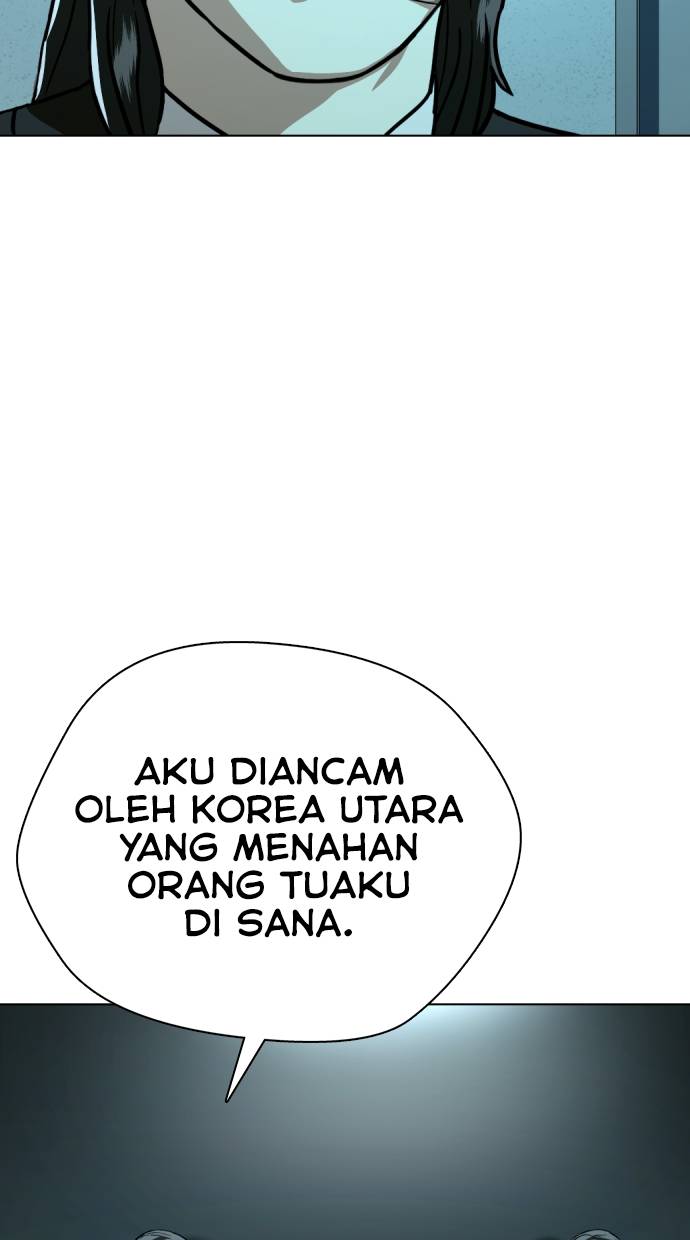 AKU DIANCAM
OLEH KOREA UTARA
YANG MENAHAN
ORANG TUAKU
DI SANA.